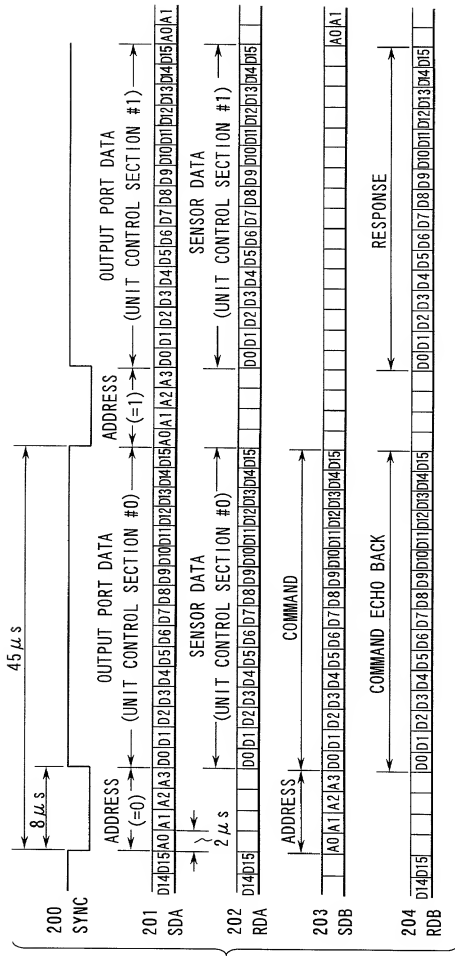 45μs
8μs
200
SYNC
ADDRESS
(=0)
OUTPUT PORT DATA
(UNIT CONTROL SECTION #0)
ADDRESS
(=1)
OUTPUT PORT DATA
(UNIT CONTROL SECTION #1)
201
SDA
D14 D15 A0 A1 A2 A3 D0 D1 D2 D3 D4 D5 D6 D7 D8 D9 D10 D11 D12 D13 D14 D15 A0 A1 A2 A3 D0 D1 D2 D3 D4 D5 D6 D7 D8 D9 D10 D11 D12 D13 D14 D15 A0 A1
2μs
SENSOR DATA
(UNIT CONTROL SECTION #0)
SENSOR DATA
(UNIT CONTROL SECTION #1)
202
RDA
D14 D15 D0 D1 D2 D3 D4 D5 D6 D7 D8 D9 D10 D11 D12 D13 D14 D15 D0 D1 D2 D3 D4 D5 D6 D7 D8 D9 D10 D11 D12 D13 D14 D15
ADDRESS
COMMAND
203
SDB
A0 A1 A2 A3 D0 D1 D2 D3 D4 D5 D6 D7 D8 D9 D10 D11 D12 D13 D14 D15 A0 A1
COMMAND ECHO BACK
RESPONSE
204
RDB
D14 D15 D0 D1 D2 D3 D4 D5 D6 D7 D8 D9 D10 D11 D12 D13 D14 D15 D0 D1 D2 D3 D4 D5 D6 D7 D8 D9 D10 D11 D12 D13 D14 D15